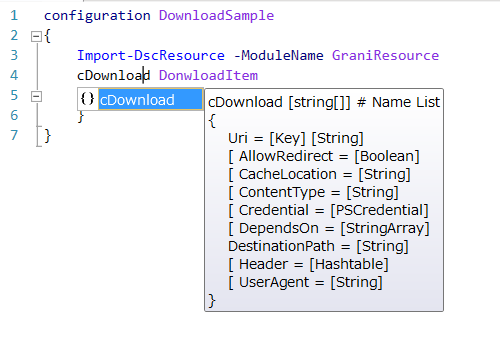 1 configuration DownloadSample
2 {
3 Import-DscResource -ModuleName GraniResource
4 cDownload DonwloadItem
5 {} cDownload
6 }
7 }
cDownload [string[]] # Name List
{
Uri = [Key] [String]
[ AllowRedirect = [Boolean]
[ CacheLocation = [String]
[ ContentType = [String]
[ Credential = [PSCredential]
[ DependsOn = [StringArray]
DestinationPath = [String]
[ Header = [Hashtable]
[ UserAgent = [String]
}